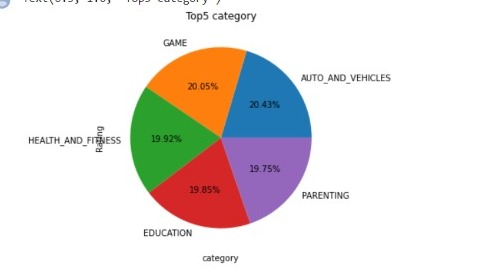 Top5 category
GAME
AUTO_AND_VEHICLES
20.05%
20.43%
HEALTH_AND_FITNESS
19.92%
Rating
19.75%
19.85%
PARENTING
EDUCATION
category